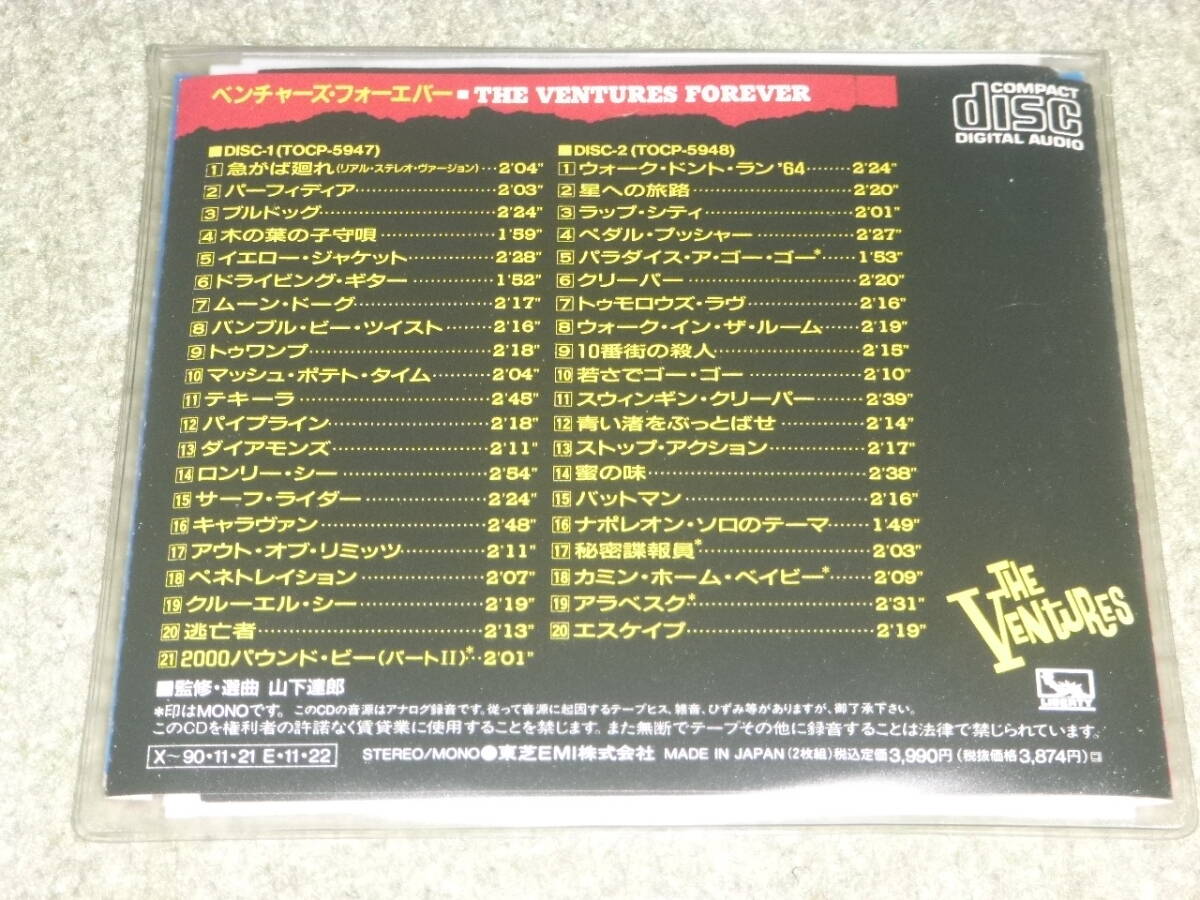 ベンチャーズ・フォーエバー ■ THE VENTURES FOREVER
COMPACT
disc
DIGITAL AUDIO
■DISC-1(TOCP-5947)
1 急がば廻れ(リアル・ステレオ・ヴァージョン)…2'04"
2 パーフィディア…2'03"
3 ブルドッグ…2'24"
4 木の葉の子守唄…1'59"
5 イエロー・ジャケット…2'28"
6 ドライビング・ギター…1'52"
7 ムーン・ドーグ…2'17"
8 バンブル・ビー・ツイスト…2'16"
9 トゥワンプ…2'18"
10 マッシュ・ポテト・タイム…2'04"
11 テキーラ…2'45"
12 パイプライン…2'18"
13 ダイアモンズ…2'11"
14 ロンリー・シー…2'54"
15 サーフ・ライダー…2'24"
16 キャラヴァン…2'48"
17 アウト・オブ・リミッツ…2'11"
18 ペネトレイション…2'07"
19 クルーエル・シー…2'19"
20 逃亡者…2'13"
21 2000パウンド・ビー(パートII)*…2'01"
■DISC-2(TOCP-5948)
1 ウォーク・ドント・ラン '64…2'24"
2 星への旅路…2'20"
3 ラップ・シティ…2'01"
4 ペダル・プッシャー…2'27"
5 パラダイス・ア・ゴー・ゴー*…1'53"
6 クリーパー…2'20"
7 トゥモロウズ・ラヴ…2'16"
8 ウォーク・イン・ザ・ルーム…2'19"
9 10番街の殺人…2'15"
10 若さでゴー・ゴー…2'10"
11 スウィンギン・クリーパー…2'39"
12 青い渚をぶっとばせ…2'14"
13 ストップ・アクション…2'17"
14 蜜の味…2'38"
15 バットマン…2'16"
16 ナポレオン・ソロのテーマ…1'49"
17 秘密諜報員*…2'03"
18 カミン・ホーム・ベイビー*…2'09"
19 アラベスク*…2'31"
20 エスケイプ…2'19"
THE VENTURES
LIBERTY
■監修・選曲 山下達郎
*印はMONOです。このCDの音源はアナログ録音です。従って音源に起因するテープヒス、雑音、ひずみ等がありますが、御了承下さい。
このCDを権利者の許諾なく賃貸業に使用することを禁じます。また無断でテープその他に録音することは法律で禁じられています。
X～90・11・21 E・11・22 STEREO/MONO●東芝EMI株式会社 MADE IN JAPAN (2枚組)税込定価3,990円(税抜価格3,874円)